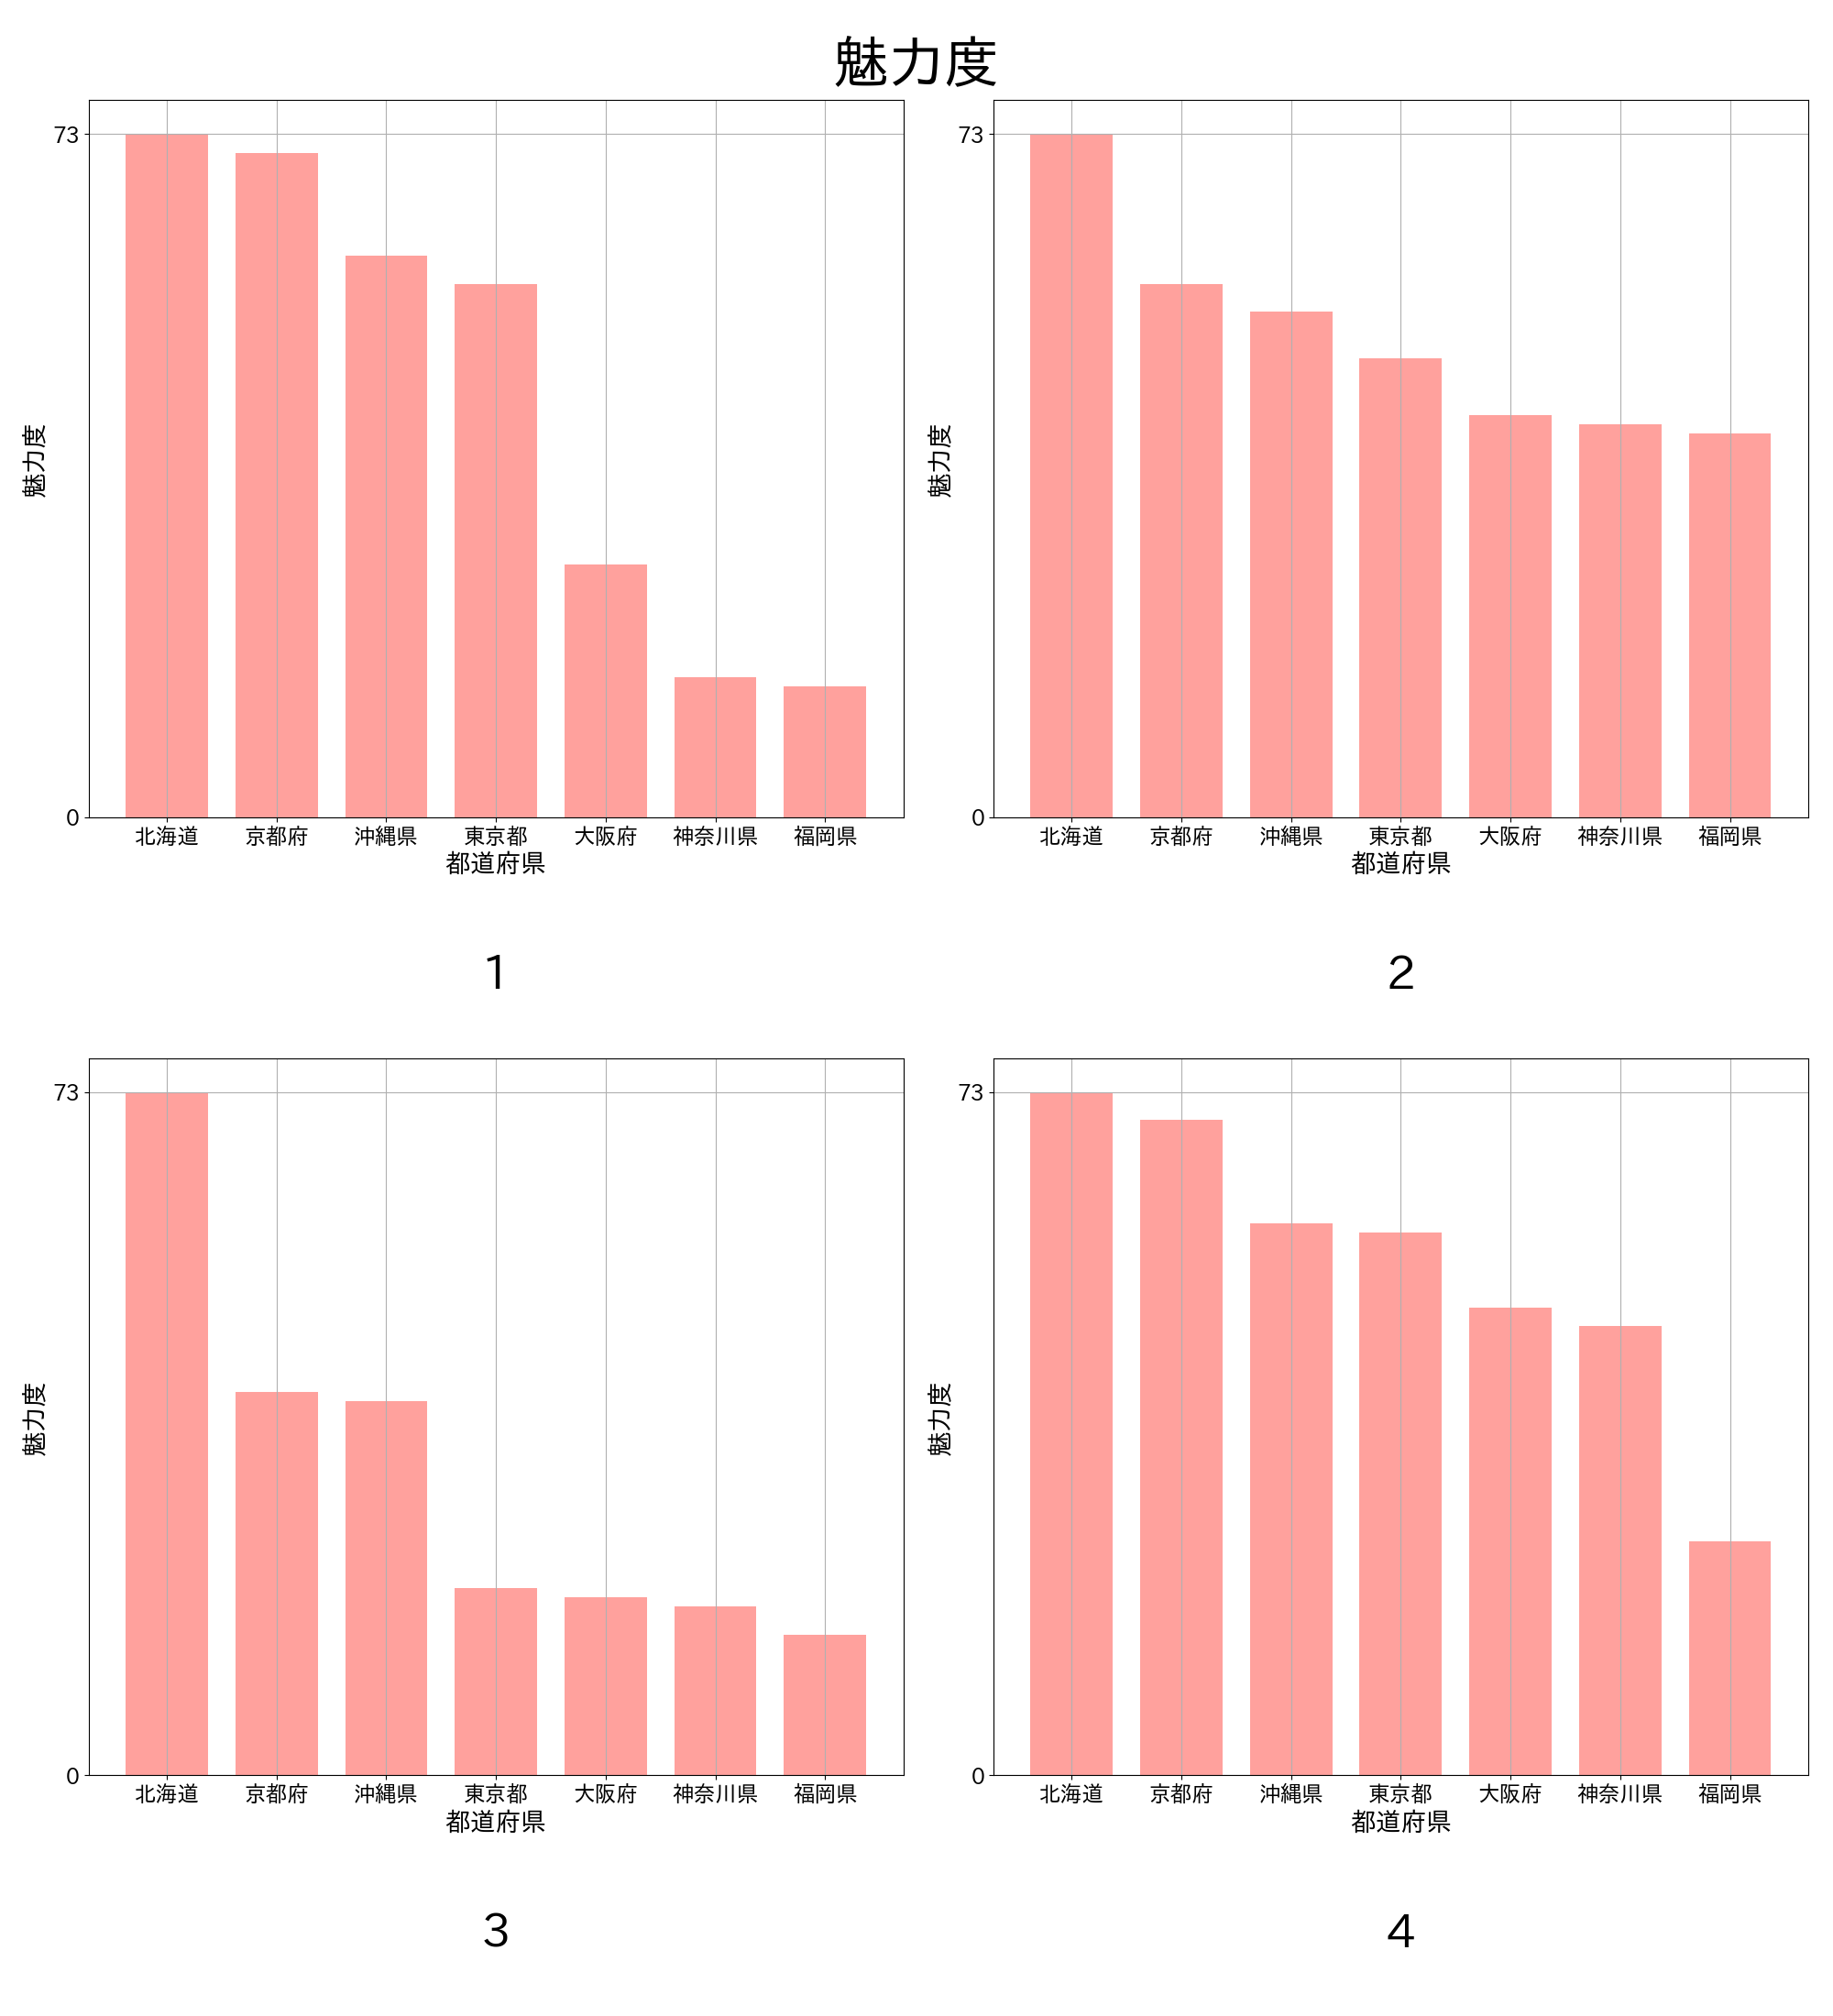 魅力度
73
0
魅力度
北海道 京都府 沖縄県 東京都 大阪府 神奈川県 福岡県
都道府県
1
73
0
魅力度
北海道 京都府 沖縄県 東京都 大阪府 神奈川県 福岡県
都道府県
2
73
0
魅力度
北海道 京都府 沖縄県 東京都 大阪府 神奈川県 福岡県
都道府県
3
73
0
魅力度
北海道 京都府 沖縄県 東京都 大阪府 神奈川県 福岡県
都道府県
4